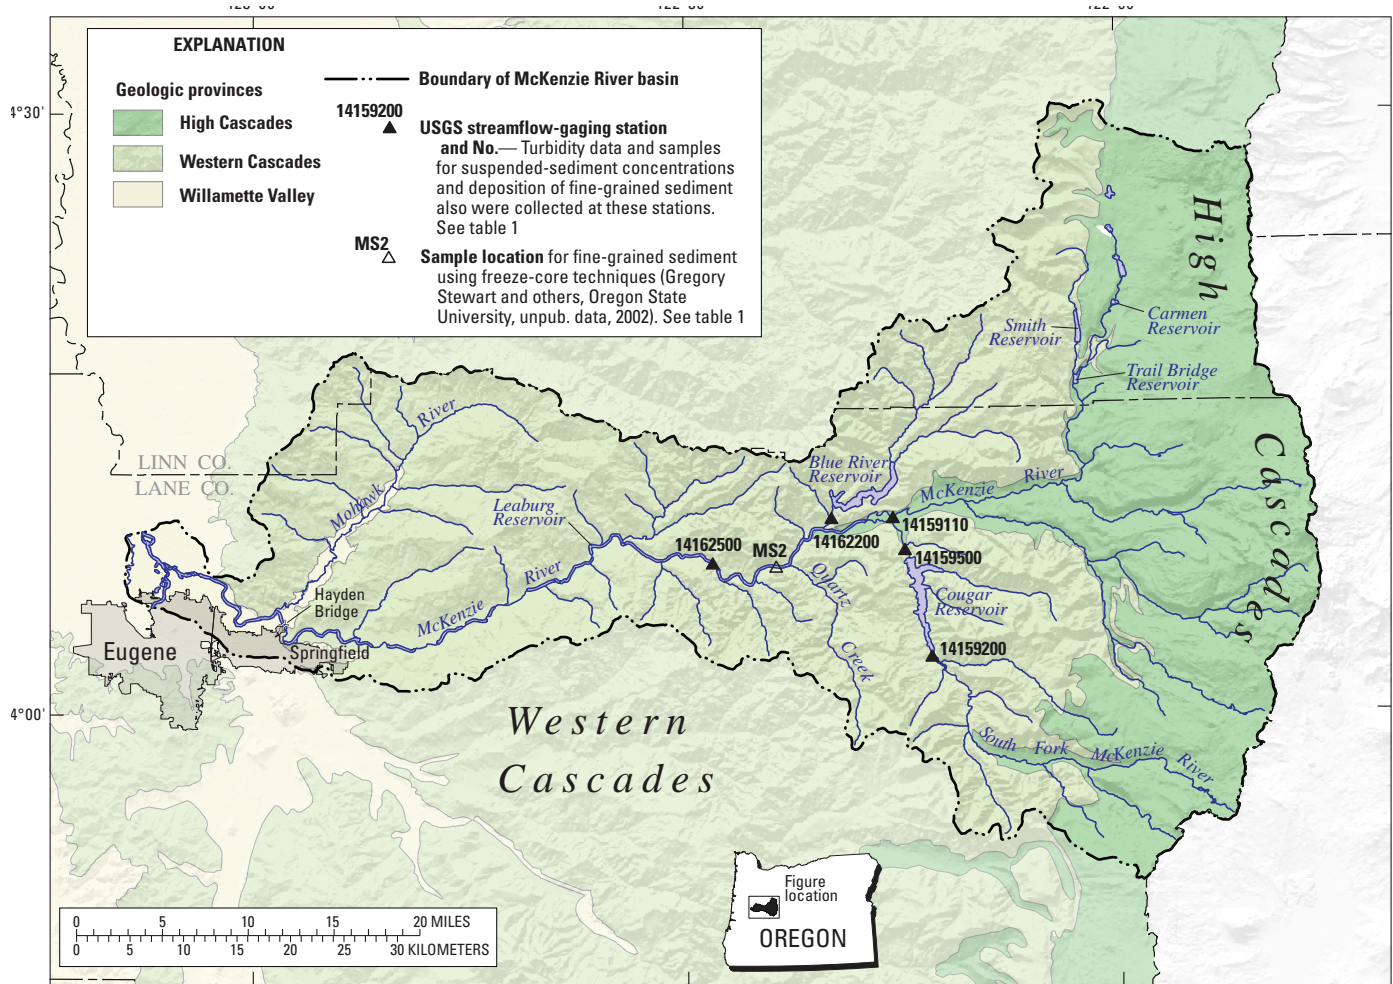 EXPLANATION
Geologic provinces
High Cascades
Western Cascades
Willamette Valley
Boundary of McKenzie River basin
14159200
USGS streamflow-gaging station
and No.— Turbidity data and samples
for suspended-sediment concentrations
and deposition of fine-grained sediment
also were collected at these stations.
See table 1
MS2
Sample location for fine-grained sediment
using freeze-core techniques (Gregory
Stewart and others, Oregon State
University, unpub. data, 2002). See table 1
4°30'
4°00'
High
Cascades
Smith
Reservoir
Carmen
Reservoir
Trail Bridge
Reservoir
River
Mohawk
LINN CO.
LANE CO.
Blue River
Reservoir
McKenzie
River
Leaburg
Reservoir
14162500
MS2
14162200
14159110
14159500
Quartz
Creek
Cougar
Reservoir
14159200
McKenzie
River
Hayden
Bridge
Eugene
Springfield
South Fork McKenzie River
Western
Cascades
Figure
location
OREGON
0 5 10 15 20 MILES
0 5 10 15 20 25 30 KILOMETERS